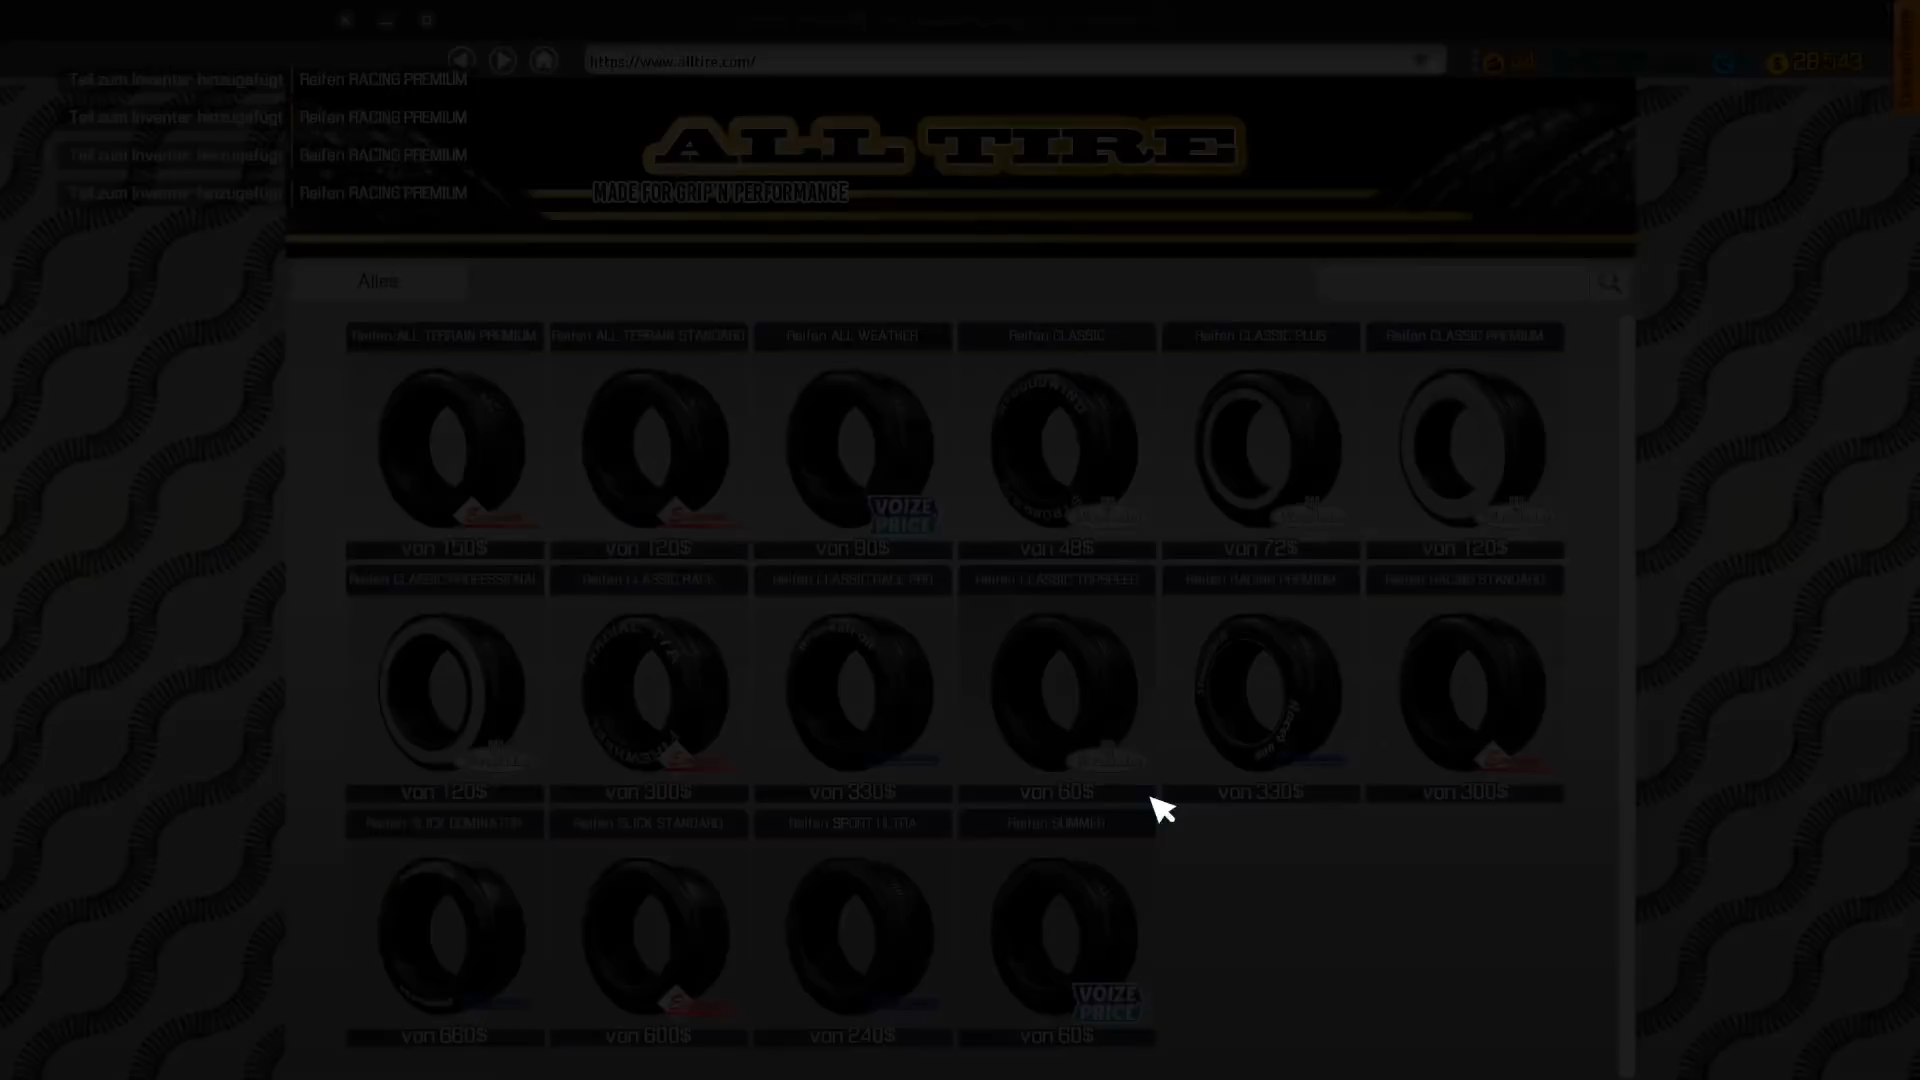 https://www.alltire.com/
28.543
Teil zum Inventar hinzugefügt Reifen RACING PREMIUM
Teil zum Inventar hinzugefügt Reifen RACING PREMIUM
Teil zum Inventar hinzugefügt Reifen RACING PREMIUM
Teil zum Inventar hinzugefügt Reifen RACING PREMIUM
ALL TIRE
MADE FOR GRIP'N PERFORMANCE
Alles
Reifen ALL TERRAIN PREMIUM Reifen ALL TERRAIN STANDARD Reifen ALL WEATHER Reifen CLASSIC Reifen CLASSIC PLUS Reifen CLASSIC PREMIUM
VOIZE
PRICE
von 150$ von 120$ von 90$ von 48$ von 72$ von 120$
Reifen CLASSIC PROFESSIONAL Reifen CLASSIC RACE Reifen CLASSIC RACE PRO Reifen CLASSIC TOPSPEED Reifen RACING PREMIUM Reifen RACING STANDARD
von 120$ von 300$ von 330$ von 60$ von 330$ von 300$
Reifen SLICK DOMINATOR Reifen SLICK STANDARD Reifen SPORT ULTRA Reifen SUMMER
VOIZE
PRICE
von 660$ von 600$ von 240$ von 60$